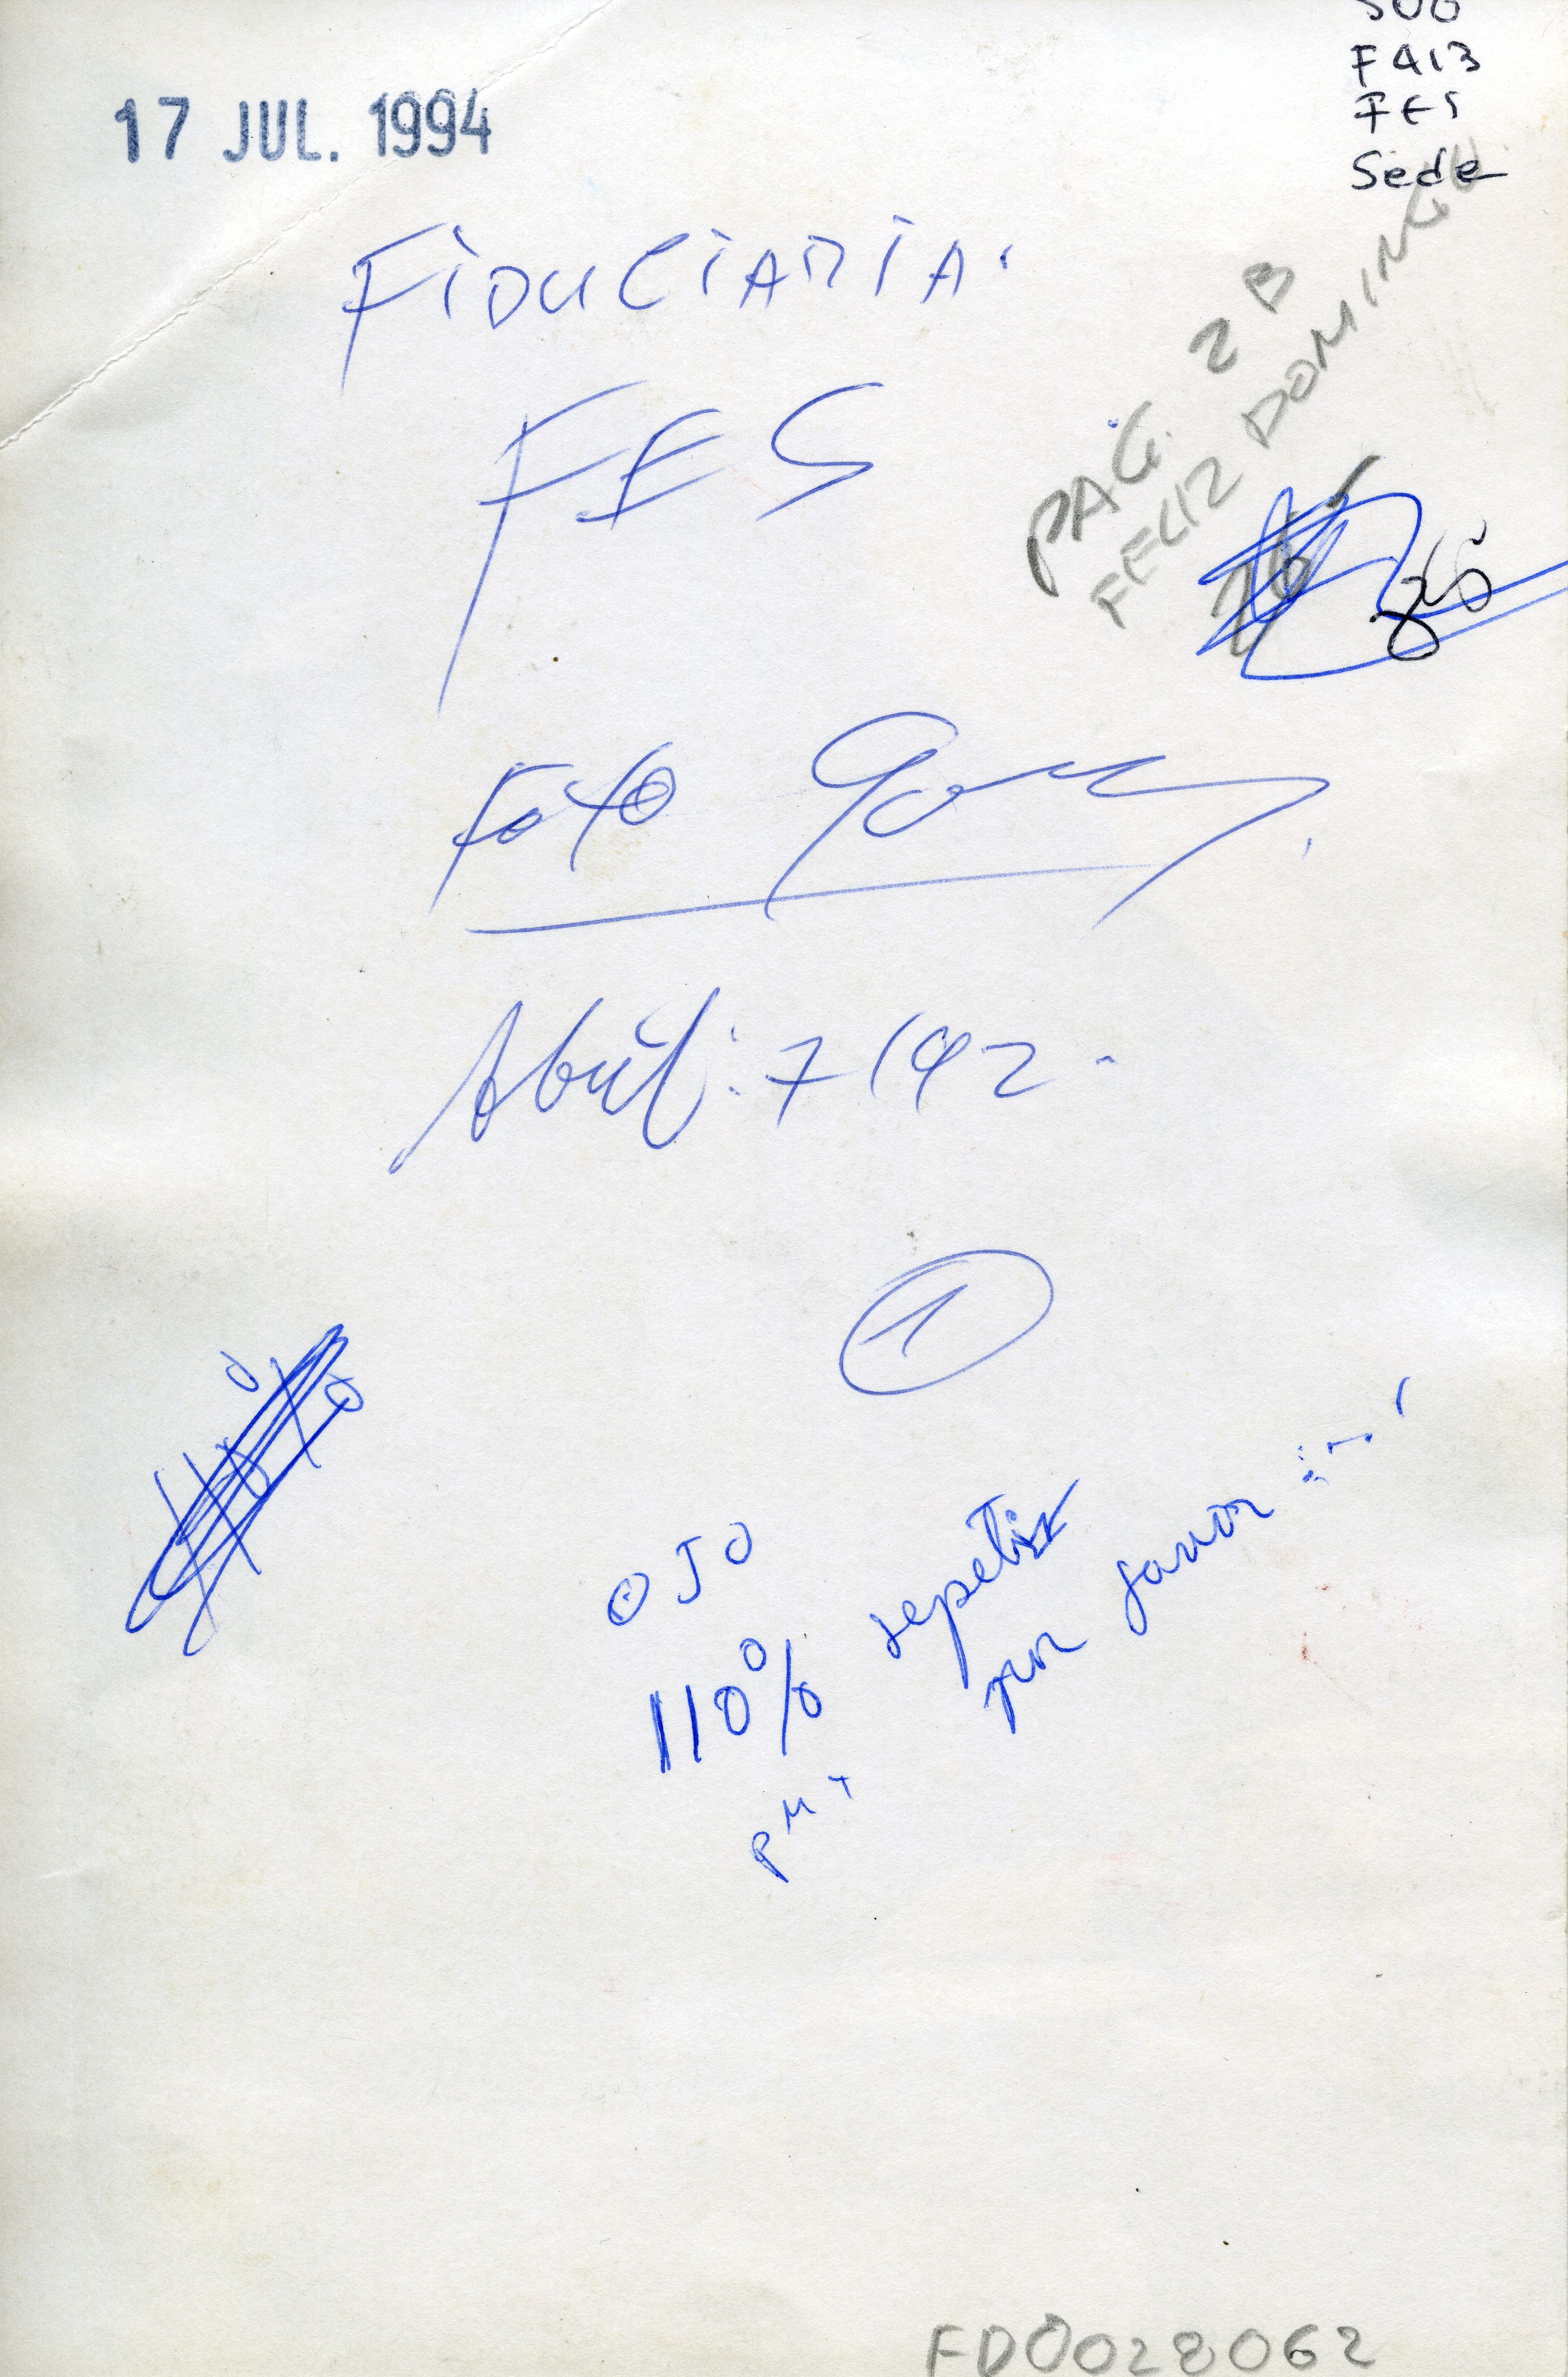 500
F413
FES
Sede
17 JUL. 1994
FIDUCIARIA.
FES
PAG. 2B
FELIZ DOMINGO
Foto
Abril: 7/92.
1
OJO
110%
repetir
por favor
PMT
FD0028062